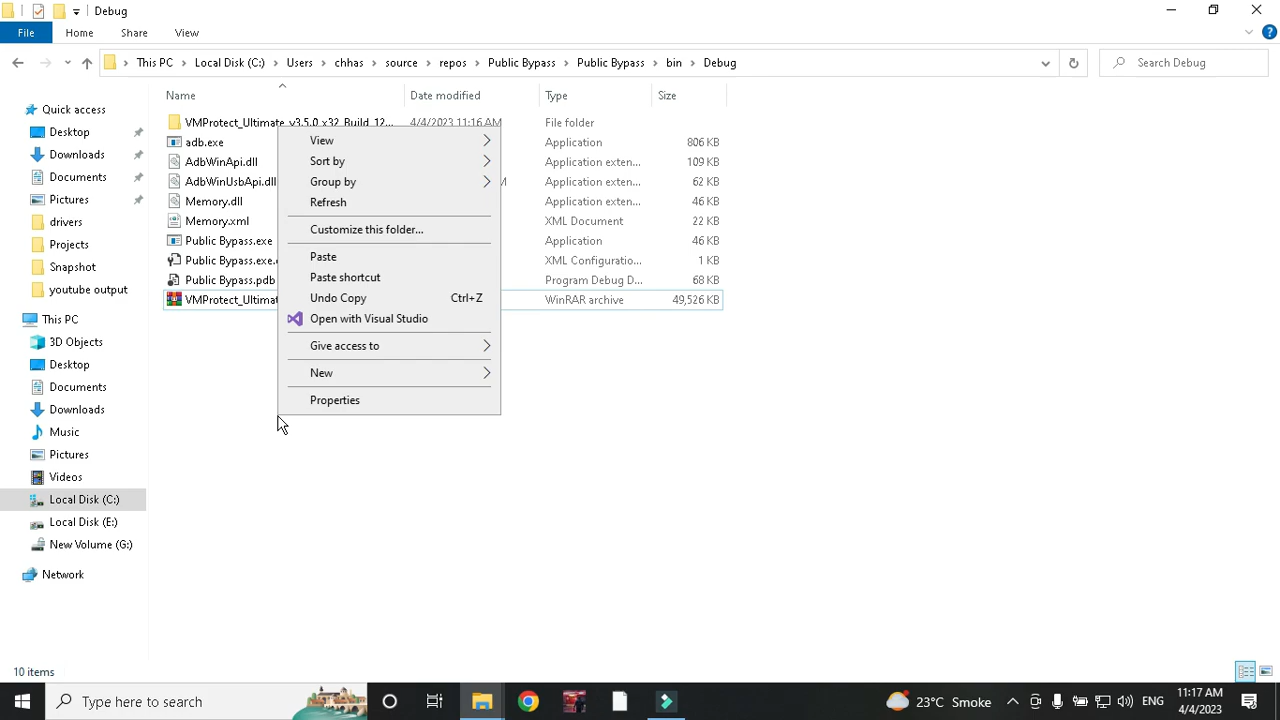 Debug
File
Home
Share
View
This PC
Local Disk (C:)
Users
chhas
source
repos
Public Bypass
Public Bypass
bin
Debug
Search Debug
Name
Date modified
Type
Size
Quick access
Desktop
Downloads
Documents
Pictures
drivers
Projects
Snapshot
youtube output
This PC
3D Objects
Desktop
Documents
Downloads
Music
Pictures
Videos
Local Disk (C:)
Local Disk (E:)
New Volume (G:)
Network
VMProtect_Ultimate_v3.5.0_x32_Build_12... 4/4/2023 11:16 AM File folder
adb.exe Application 806 KB
AdbWinApi.dll Application exten... 109 KB
AdbWinUsbApi.dll Application exten... 62 KB
Memory.dll Application exten... 46 KB
Memory.xml XML Document 22 KB
Public Bypass.exe Application 46 KB
Public Bypass.exe. XML Configuratio... 1 KB
Public Bypass.pdb Program Debug D... 68 KB
VMProtect_Ultimat WinRAR archive 49,526 KB
View
Sort by
Group by
Refresh
Customize this folder...
Paste
Paste shortcut
Undo Copy Ctrl+Z
Open with Visual Studio
Give access to
New
Properties
10 items
Type here to search
23°C Smoke
ENG
11:17 AM
4/4/2023